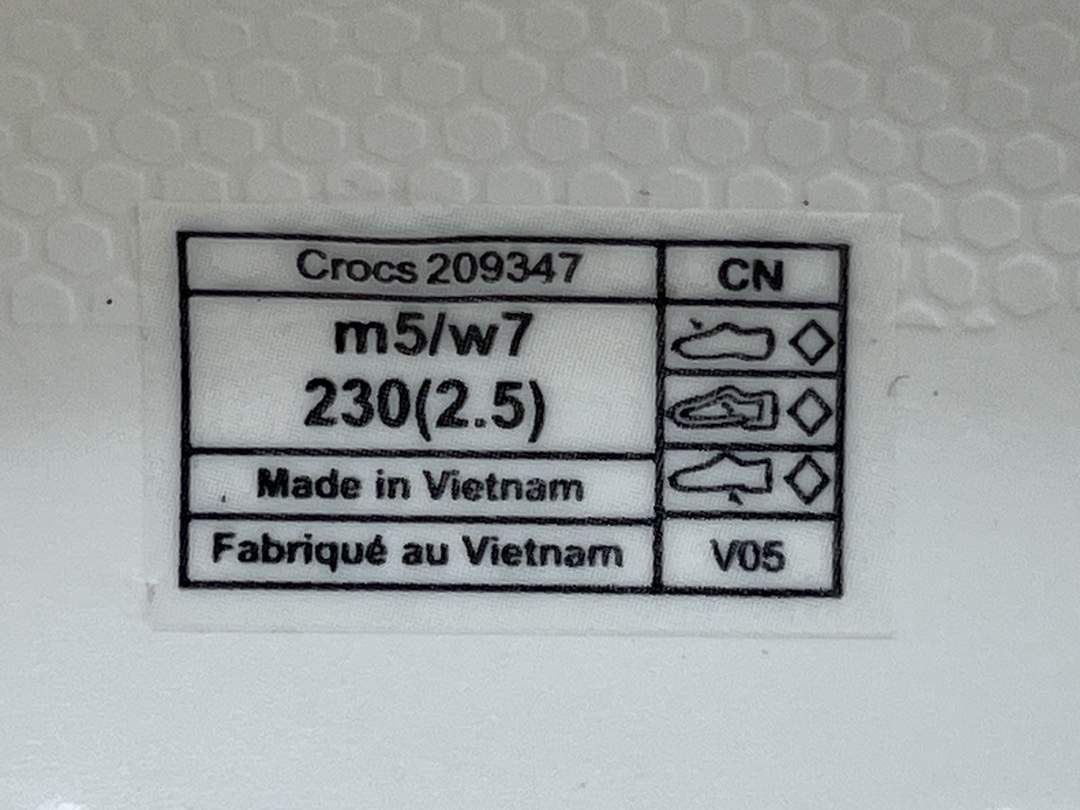 Crocs 209347
CN
m5/w7
230(2.5)
Made in Vietnam
Fabriqué au Vietnam
V05